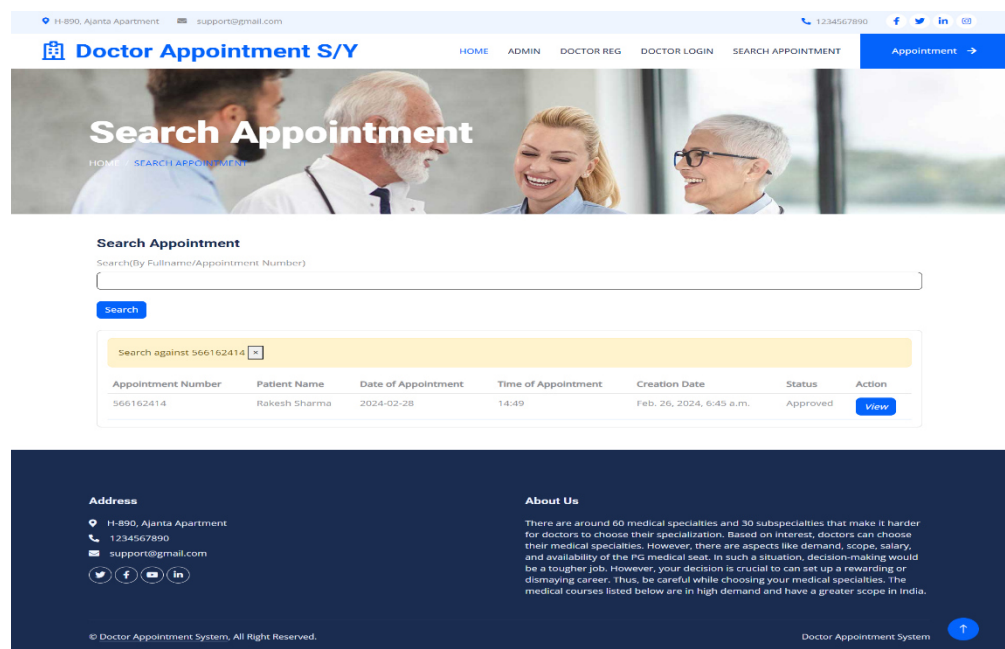 H-890, Ajanta Apartment support@gmail.com 1234567890
Doctor Appointment S/Y HOME ADMIN DOCTOR REG DOCTOR LOGIN SEARCH APPOINTMENT Appointment →
Search Appointment
HOME SEARCH APPOINTMENT
Search Appointment
Search(By Fullname/Appointment Number)
Search
Search against 566162414 ×
Appointment Number Patient Name Date of Appointment Time of Appointment Creation Date Status Action
566162414 Rakesh Sharma 2024-02-28 14:49 Feb. 26, 2024, 6:45 a.m. Approved View
Address
H-890, Ajanta Apartment
1234567890
support@gmail.com
About Us
There are around 60 medical specialties and 30 subspecialties that make it harder
for doctors to choose their specialization. Based on interest, doctors can choose
their medical specialties. However, there are aspects like demand, scope, salary,
and availability of the PG medical seat. In such a situation, decision-making would
be a tougher job. However, your decision is crucial to can set up a rewarding or
dismaying career. Thus, be careful while choosing your medical specialties. The
medical courses listed below are in high demand and have a greater scope in India.
© Doctor Appointment System, All Right Reserved. Doctor Appointment System